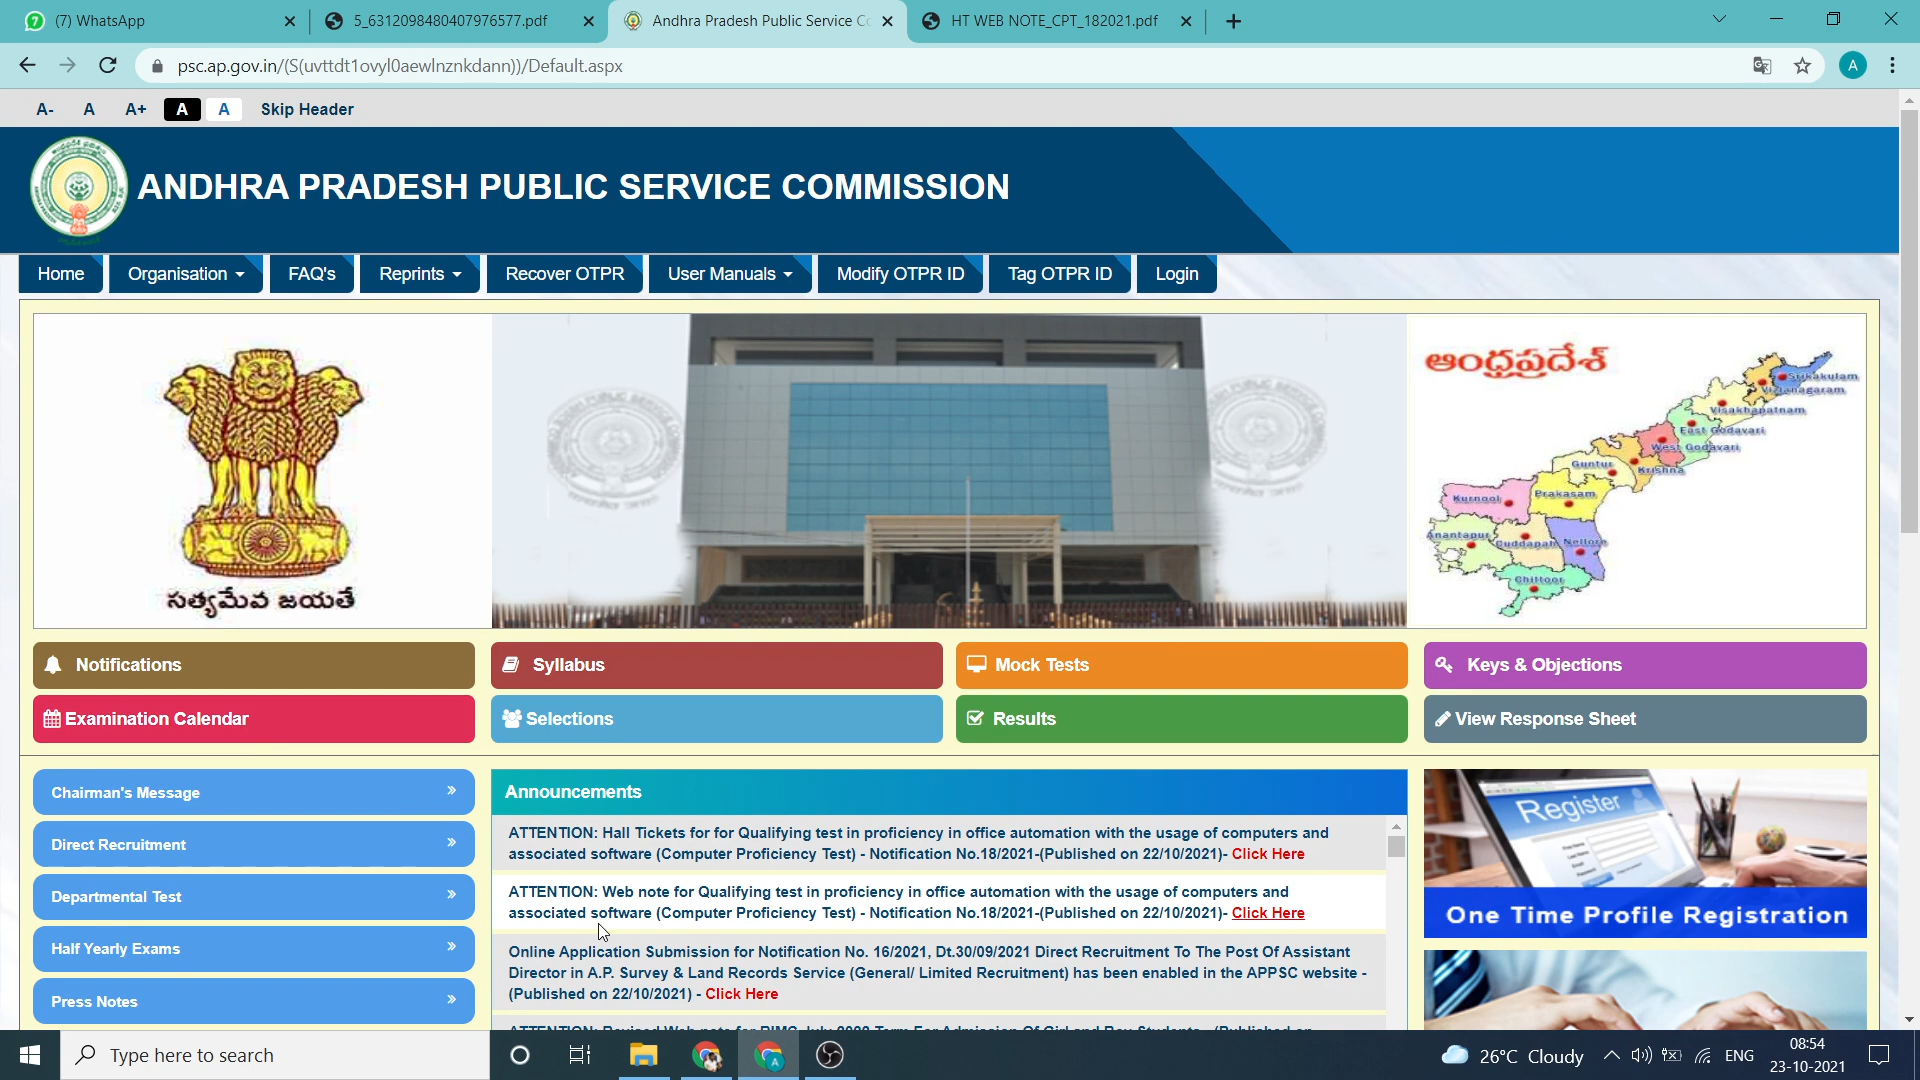 (7) WhatsApp
5_6312098480407976577.pdf
Andhra Pradesh Public Service Co
HT WEB NOTE_CPT_182021.pdf
psc.ap.gov.in/(S(uvttdt1ovyl0aewlnznkdann))/Default.aspx
A
A- A A+ A A Skip Header
ANDHRA PRADESH PUBLIC SERVICE COMMISSION
Home Organisation FAQ's Reprints Recover OTPR User Manuals Modify OTPR ID Tag OTPR ID Login
సత్యమేవ జయతే
ఆంధ్రప్రదేశ్
Srikakulam
Vizianagaram
Visakhapatnam
East Godavari
West Godavari
Guntur
Krishna
Kurnool
Prakasam
Anantapur
Cuddapah
Nellore
Chittoor
Notifications
Syllabus
Mock Tests
Keys & Objections
Examination Calendar
Selections
Results
View Response Sheet
Chairman's Message
Direct Recruitment
Departmental Test
Half Yearly Exams
Press Notes
Announcements
ATTENTION: Hall Tickets for for Qualifying test in proficiency in office automation with the usage of computers and
associated software (Computer Proficiency Test) - Notification No.18/2021-(Published on 22/10/2021)- Click Here
ATTENTION: Web note for Qualifying test in proficiency in office automation with the usage of computers and
associated software (Computer Proficiency Test) - Notification No.18/2021-(Published on 22/10/2021)- Click Here
Online Application Submission for Notification No. 16/2021, Dt.30/09/2021 Direct Recruitment To The Post Of Assistant
Director in A.P. Survey & Land Records Service (General/ Limited Recruitment) has been enabled in the APPSC website -
(Published on 22/10/2021) - Click Here
Register
One Time Profile Registration
Type here to search
26°C Cloudy
ENG
08:54
23-10-2021